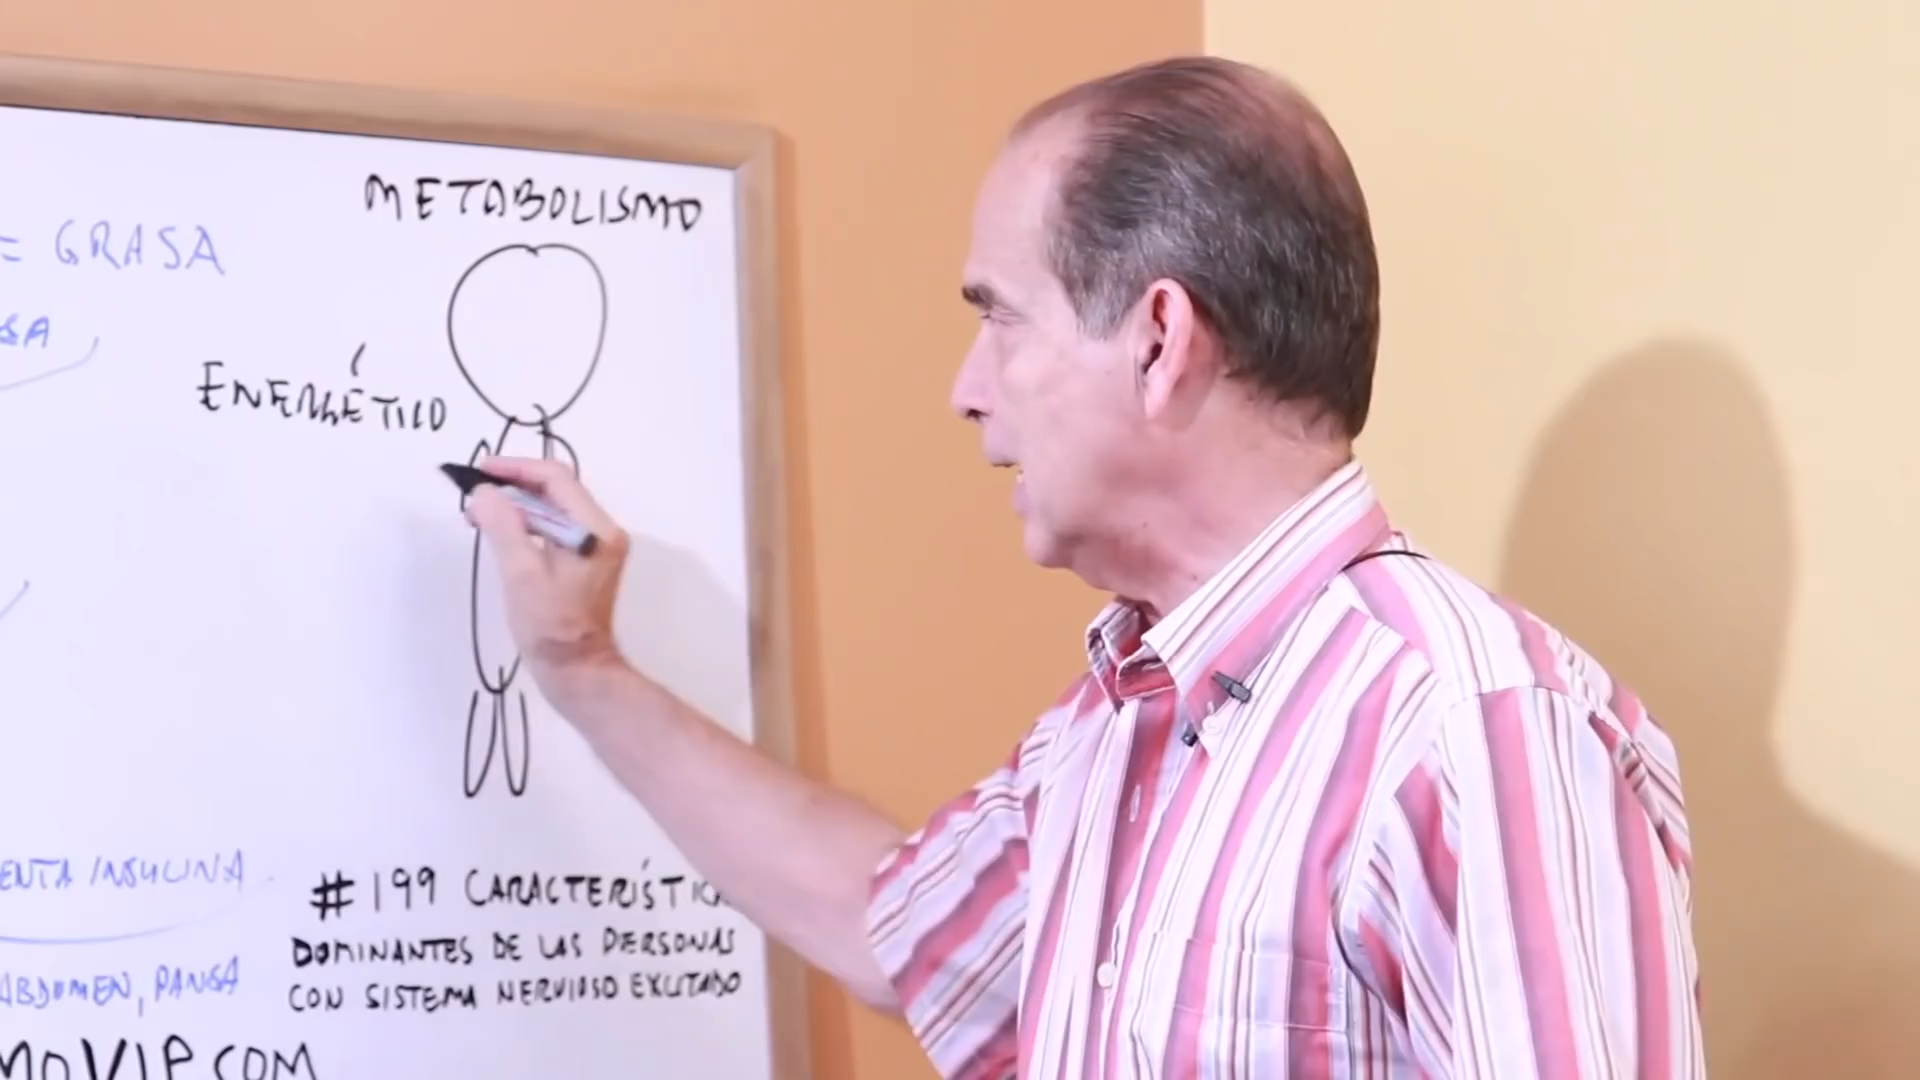 METABOLISMO
= GRASA
SA
ENERGÉTICO
ENTA INSULINA
ABDOMEN, PANSA
# 199 CARACTERÍSTIC
DOMINANTES DE LAS PERSONAS
CON SISTEMA NERVIOSO EXCITADO
MOVIP.COM